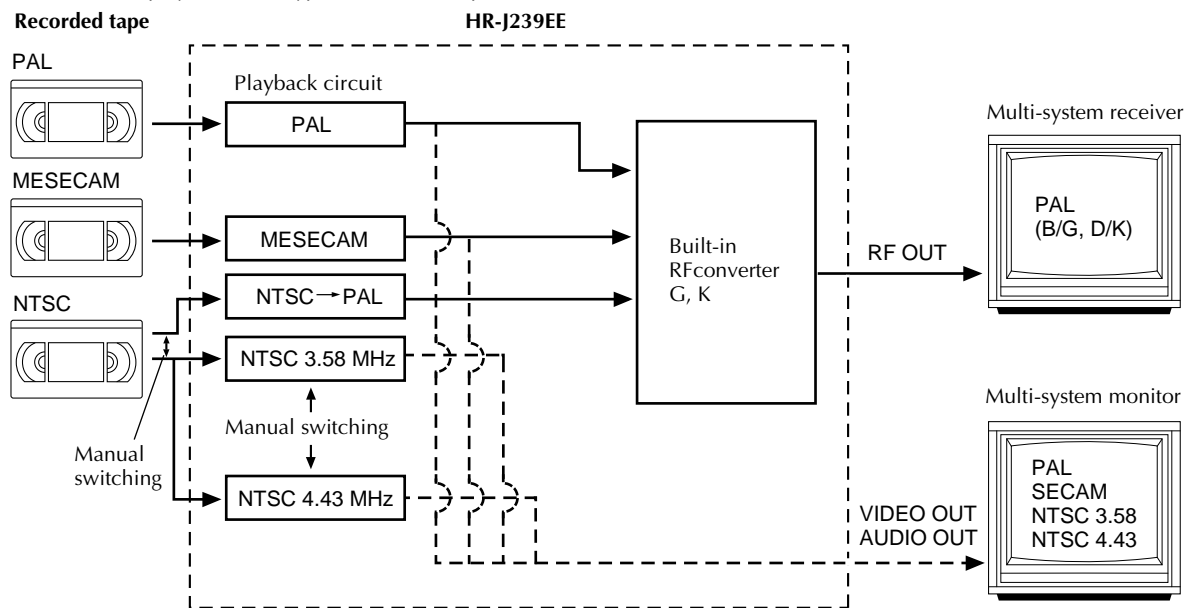 Recorded tape
HR-J239EE
PAL
Playback circuit
PAL
MESECAM
MESECAM
NTSC
NTSC→PAL
NTSC 3.58 MHz
Manual switching
Manual
switching
NTSC 4.43 MHz
Built-in
RFconverter
G, K
RF OUT
Multi-system receiver
PAL
(B/G, D/K)
VIDEO OUT
AUDIO OUT
Multi-system monitor
PAL
SECAM
NTSC 3.58
NTSC 4.43